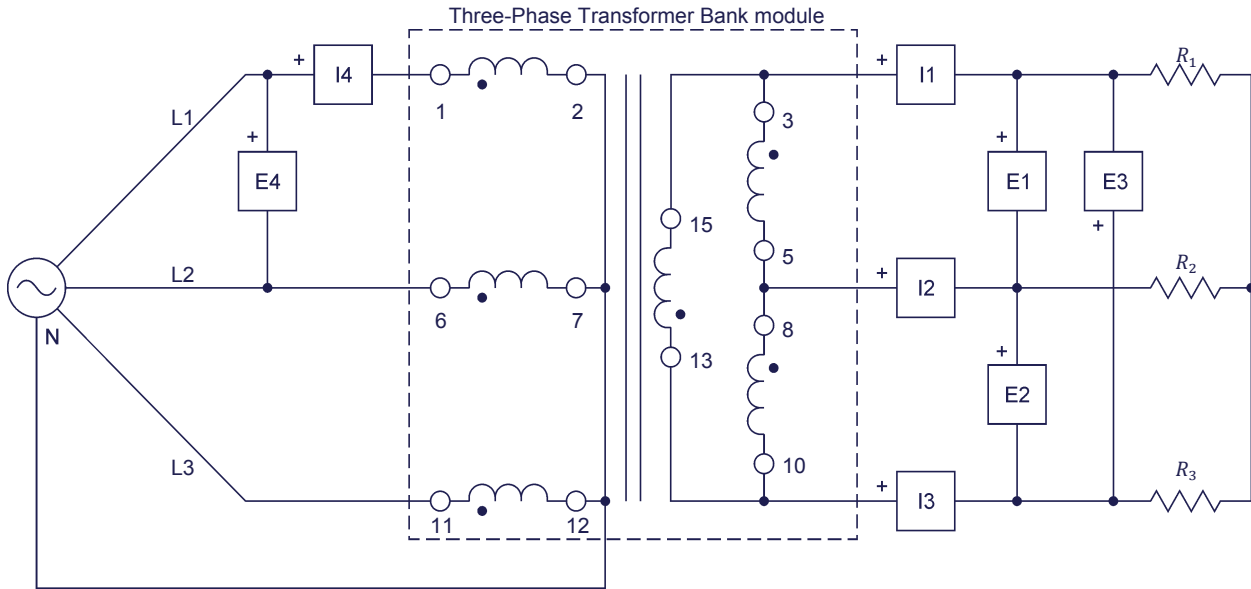 Three-Phase Transformer Bank module
+ I4
1
2
L1
+ E4
L2
6
7
N
L3
11
12
3
15
5
8
13
10
+ I1
+ I2
+ I3
+ E1
E3 +
+ E2
R1
R2
R3